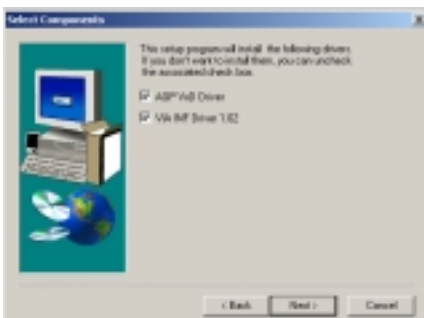 Select Components
This setup program will install the following drivers.
If you don't want to install them, you can uncheck
the associated check box.
AGP VxD Driver
VIA INF Driver 1.02
< Back
Next >
Cancel